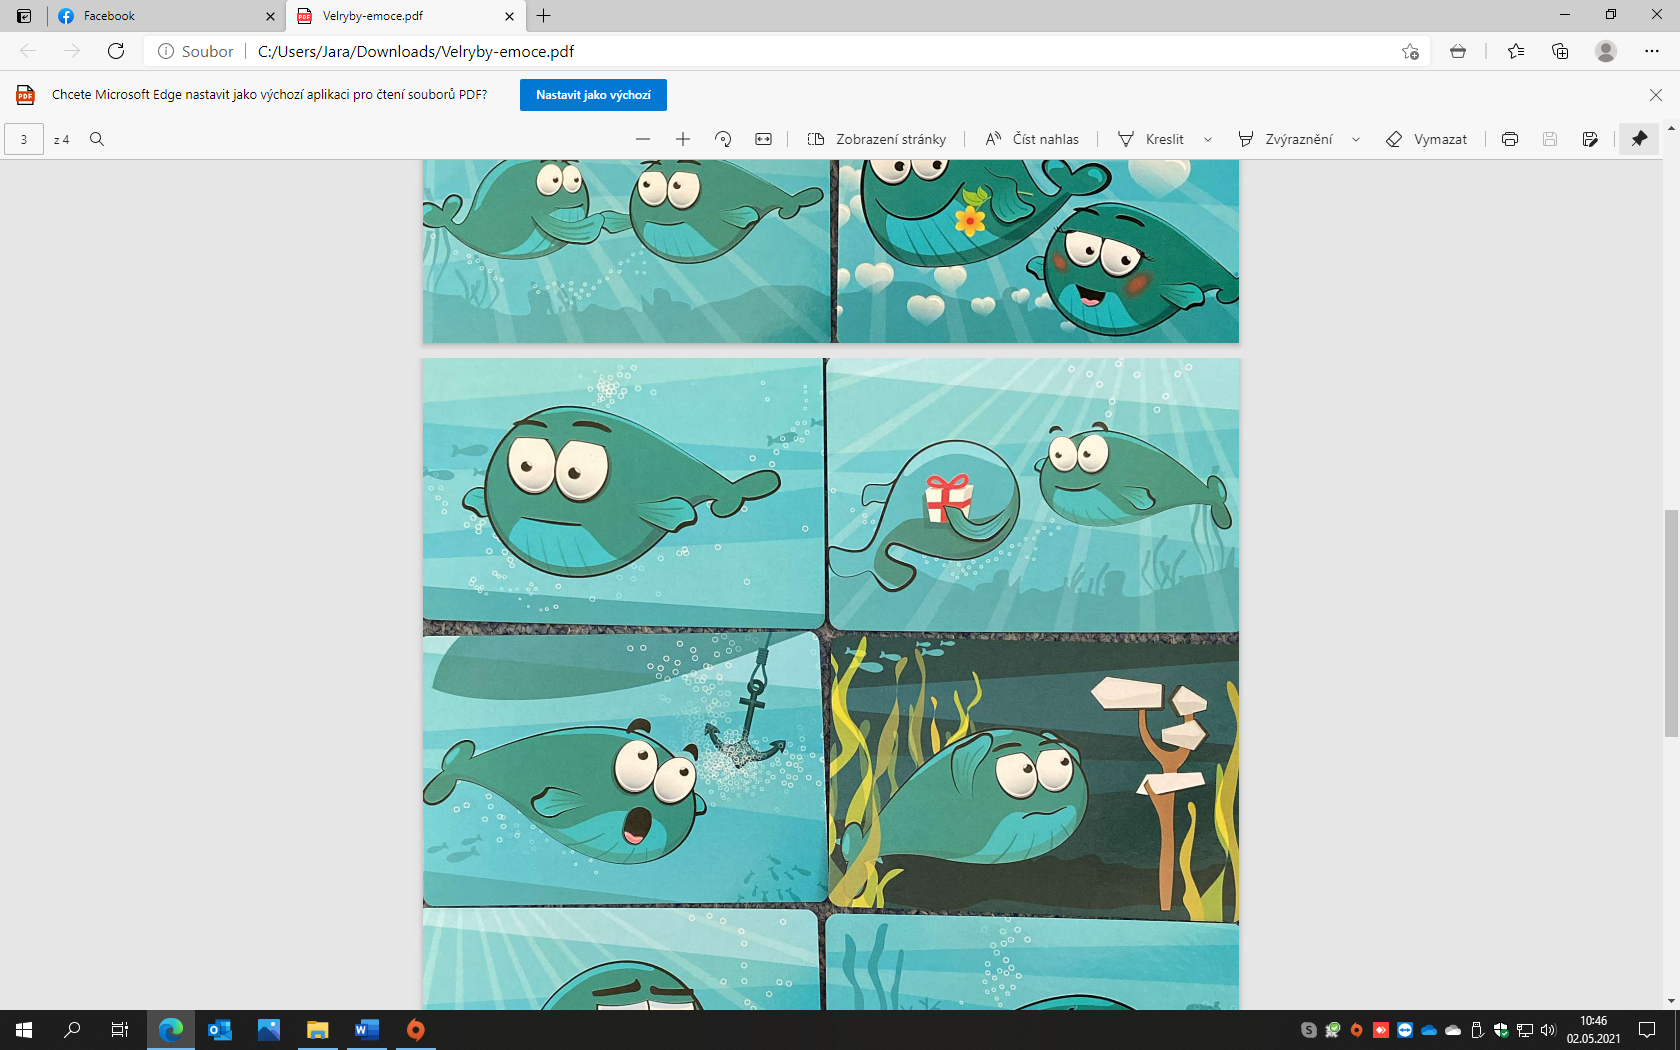 Facebook
Velryby-emoce.pdf
Soubor
C:/Users/Jara/Downloads/Velryby-emoce.pdf
PDF
Chcete Microsoft Edge nastavit jako výchozí aplikaci pro čtení souborů PDF?
Nastavit jako výchozí
3
z 4
Zobrazení stránky
Číst nahlas
Kreslit
Zvýraznění
Vymazat
10:46
02.05.2021